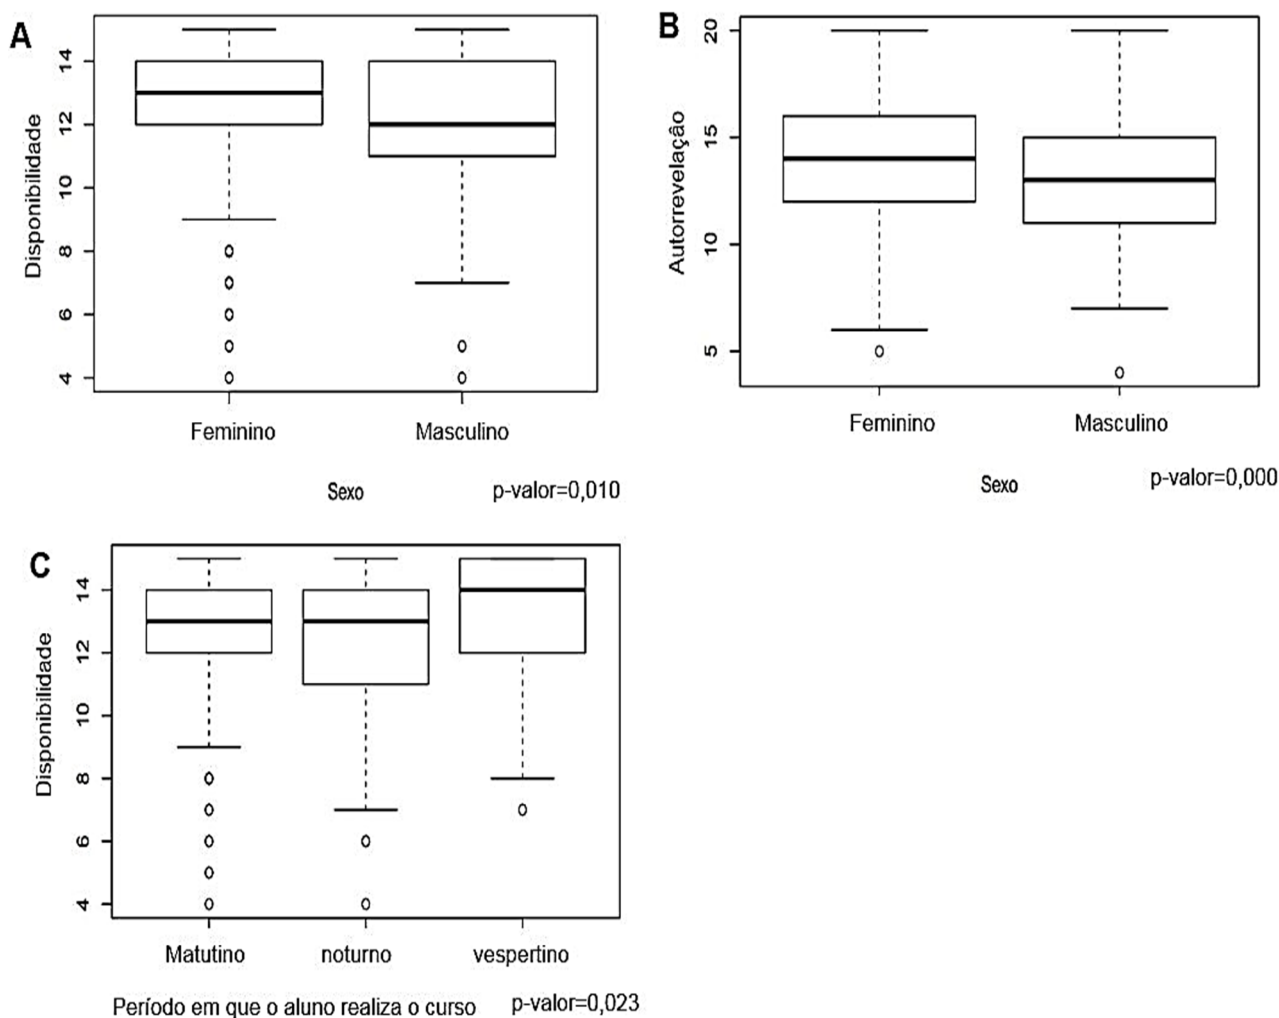 A
Disponibilidade
14
12
10
8
6
4
Feminino Masculino
Sexo p-valor=0,010
B
Autorrevelação
20
15
10
5
Feminino Masculino
Sexo p-valor=0,000
C
Disponibilidade
14
12
10
8
6
4
Matutino noturno vespertino
Período em que o aluno realiza o curso p-valor=0,023